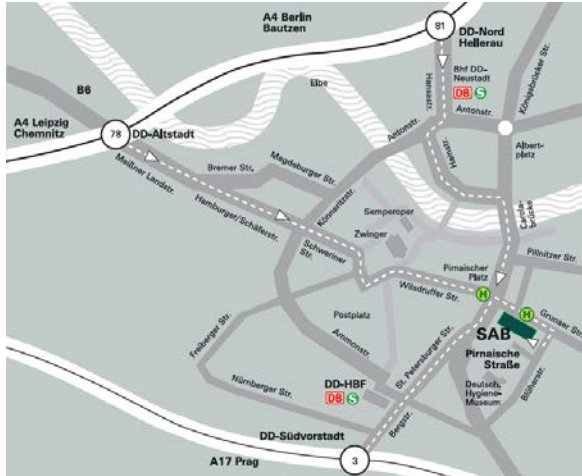 A4 Berlin
Bautzen
81
DD-Nord
Hellerau
B6
Elbe
Hansastr.
Bhf DD-
Neustadt
DB S
Königsbrücker Str.
A4 Leipzig
Chemnitz
78
DD-Altstadt
Antonstr.
Antonstr.
Albert-
platz
Hainstr.
Meißner Landstr.
Bremer Str.
Magdeburger Str.
Hamburger/Schäferstr.
Könneritzstr.
Semperoper
Zwinger
Carola-
brücke
Schweriner
Str.
Pillnitzer Str.
Pirnaischer
Platz
Wilsdruffer Str.
H
H
Grunaer Str.
Postplatz
SAB
Pirnaische
Straße
Freiberger Str.
Ammonstr.
St. Petersburger Str.
Nürnberger Str.
DD-HBF
DB S
Deutsch.
Hygiene-
Museum
Blüherstr.
Bergstr.
DD-Südvorstadt
3
A17 Prag